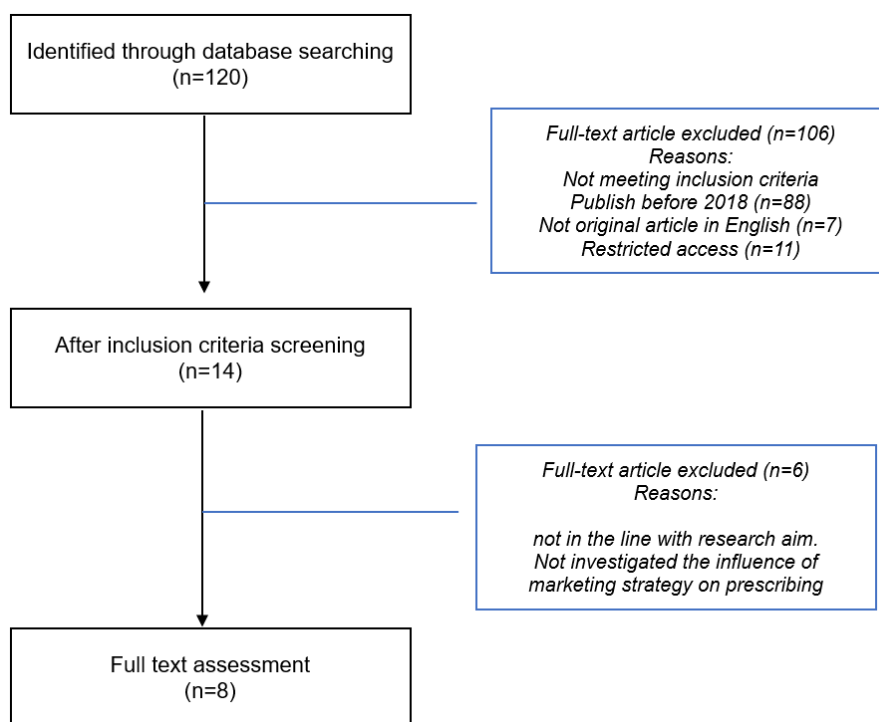 Identified through database searching
(n=120)
Full-text article excluded (n=106)
Reasons:
Not meeting inclusion criteria
Publish before 2018 (n=88)
Not original article in English (n=7)
Restricted access (n=11)
After inclusion criteria screening
(n=14)
Full-text article excluded (n=6)
Reasons:
not in the line with research aim.
Not investigated the influence of
marketing strategy on prescribing
Full text assessment
(n=8)